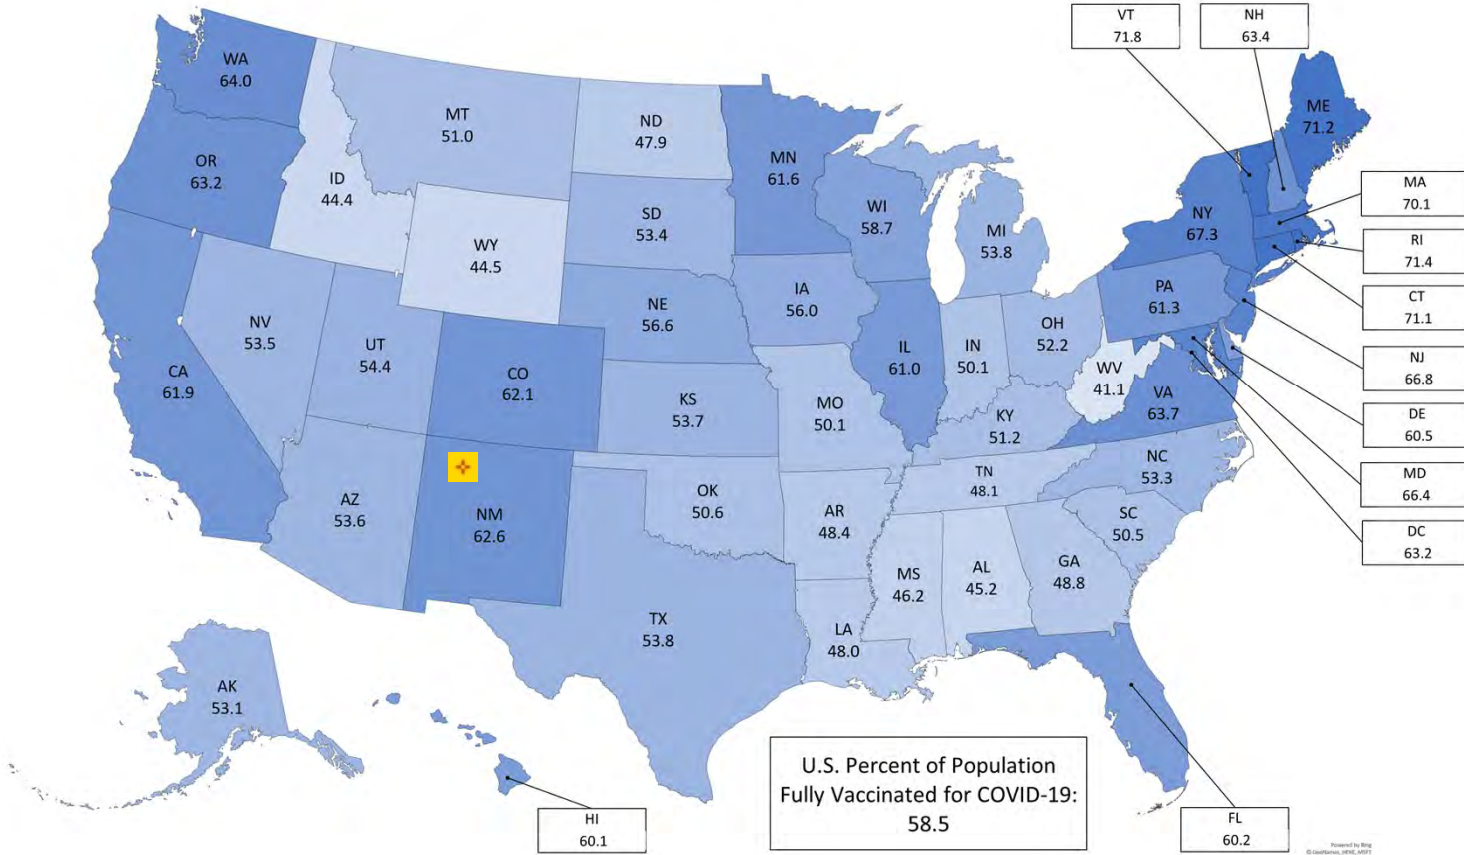 VT
71.8
NH
63.4
WA
64.0
ME
71.2
MT
51.0
ND
47.9
MN
61.6
OR
63.2
ID
44.4
MA
70.1
SD
53.4
WI
58.7
NY
67.3
MI
53.8
WY
44.5
RI
71.4
IA
56.0
PA
61.3
CT
71.1
NE
56.6
NV
53.5
UT
54.4
IL
61.0
IN
50.1
OH
52.2
NJ
66.8
CA
61.9
CO
62.1
WV
41.1
VA
63.7
KS
53.7
MO
50.1
DE
60.5
KY
51.2
NC
53.3
TN
48.1
MD
66.4
AZ
53.6
NM
62.6
OK
50.6
AR
48.4
SC
50.5
DC
63.2
MS
46.2
AL
45.2
GA
48.8
TX
53.8
LA
48.0
AK
53.1
HI
60.1
U.S. Percent of Population
Fully Vaccinated for COVID-19:
58.5
FL
60.2
Powered by Bing
© GeoNames, HERE, MSFT